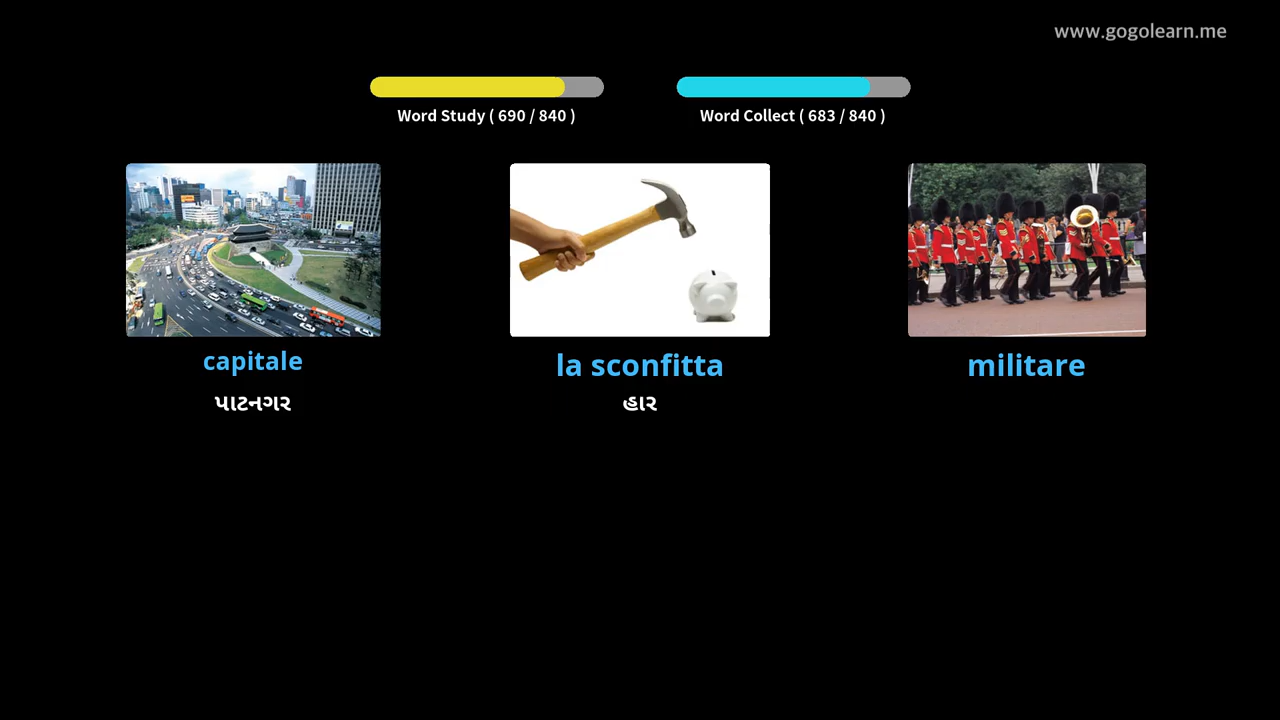 www.gogolearn.me
Word Study ( 690 / 840 )
Word Collect ( 683 / 840 )
capitale
પાટનગર
la sconfitta
હાર
militare